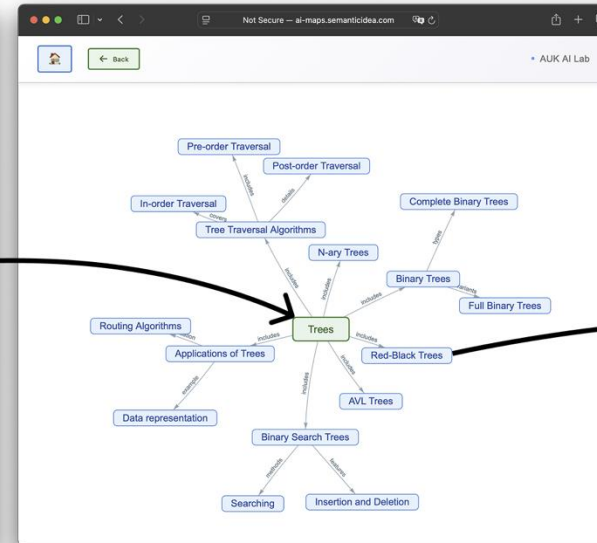 Not Secure — ai-maps.semanticidea.com
← Back
• AUK AI Lab
Pre-order Traversal
includes
Post-order Traversal
details
In-order Traversal
covers
Tree Traversal Algorithms
Complete Binary Trees
types
N-ary Trees
includes
includes
Binary Trees
includes
Full Binary Trees
Routing Algorithms
Trees
includes
Applications of Trees
includes
Red-Black Trees
example
includes
includes
AVL Trees
Data representation
Binary Search Trees
methods
features
Searching
Insertion and Deletion